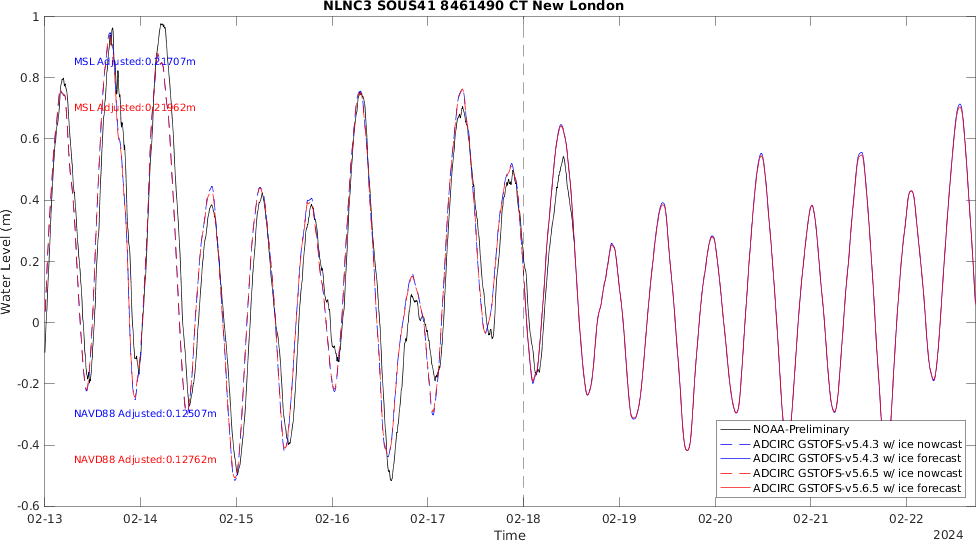 NLNC3 SOUS41 8461490 CT New London
1
0.8
0.6
0.4
0.2
0
-0.2
-0.4
-0.6
Water Level (m)
MSL Adjusted:0.21707m
MSL Adjusted:0.21962m
NAVD88 Adjusted:0.12507m
NAVD88 Adjusted:0.12762m
NOAA-Preliminary
ADCIRC GSTOFS-v5.4.3 w/ ice nowcast
ADCIRC GSTOFS-v5.4.3 w/ ice forecast
ADCIRC GSTOFS-v5.6.5 w/ ice nowcast
ADCIRC GSTOFS-v5.6.5 w/ ice forecast
02-13 02-14 02-15 02-16 02-17 02-18 02-19 02-20 02-21 02-22
Time
2024